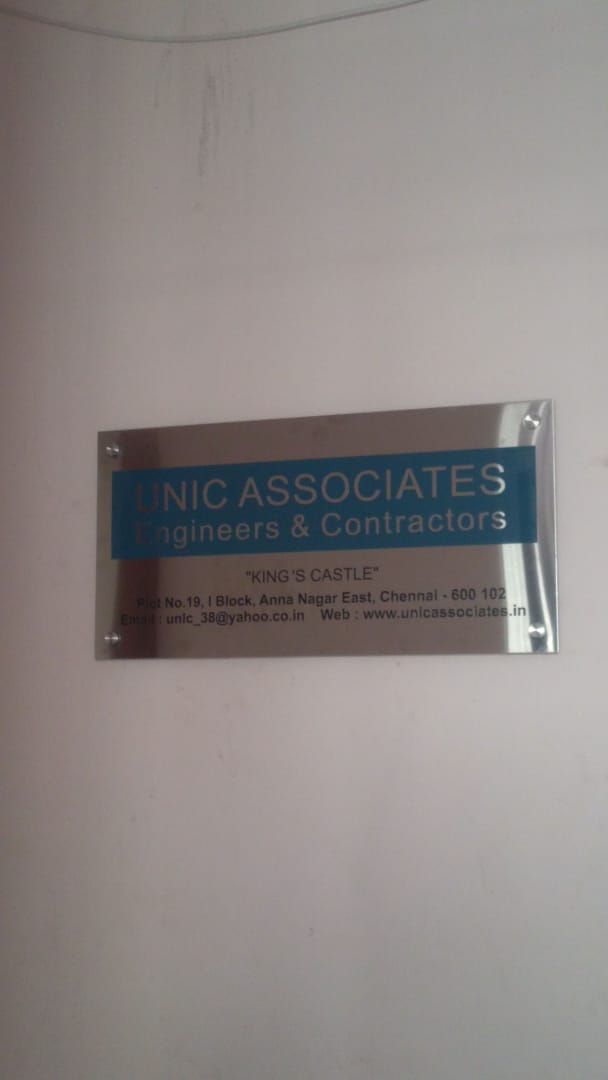 UNIC ASSOCIATES
Engineers & Contractors
"KING'S CASTLE"
Plot No.19, I Block, Anna Nagar East, Chennai - 600 102
Email : unic_38@yahoo.co.in Web : www.unicassociates.in